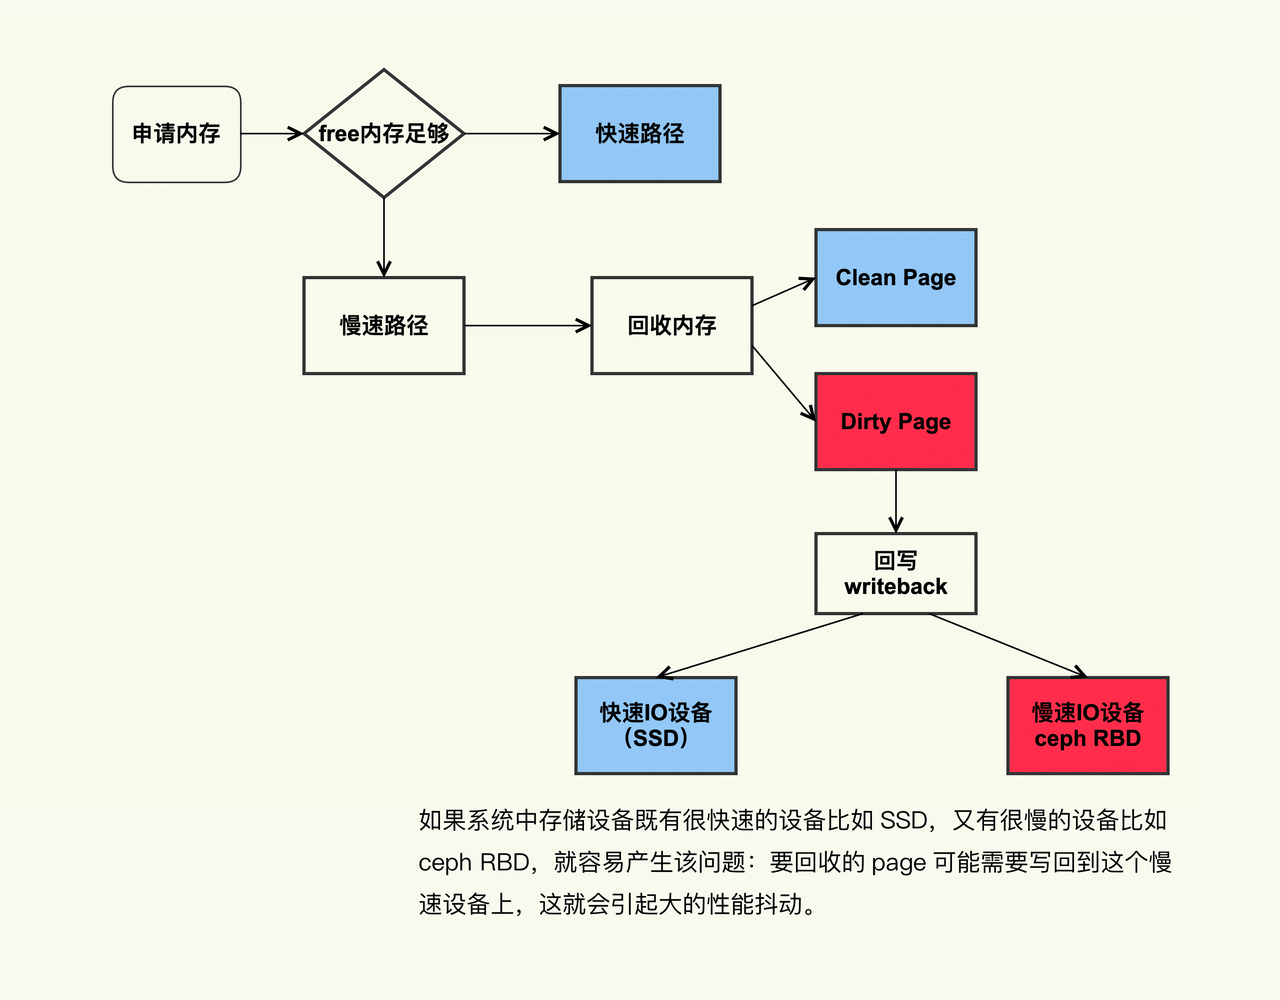 申请内存
free内存足够
快速路径
慢速路径
回收内存
Clean Page
Dirty Page
回写
writeback
快速IO设备
（SSD）
慢速IO设备
ceph RBD
如果系统中存储设备既有很快速的设备比如 SSD，又有很慢的设备比如
ceph RBD，就容易产生该问题：要回收的 page 可能需要写回到这个慢
速设备上，这就会引起大的性能抖动。